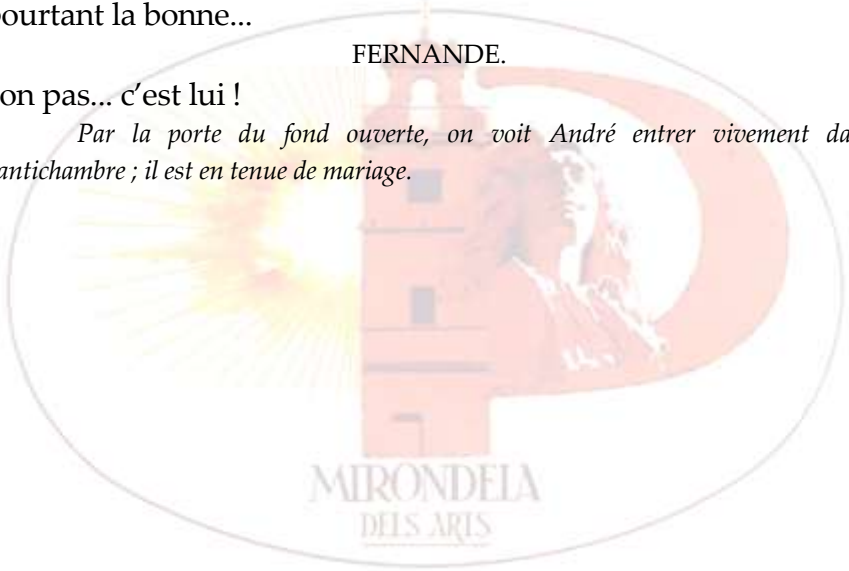 ourtant la bonne...
FERNANDE.
on pas... c’est lui !
Par la porte du fond ouverte, on voit André entrer vivement da
antichambre ; il est en tenue de mariage.
MIRONDELA
DELS ARTS